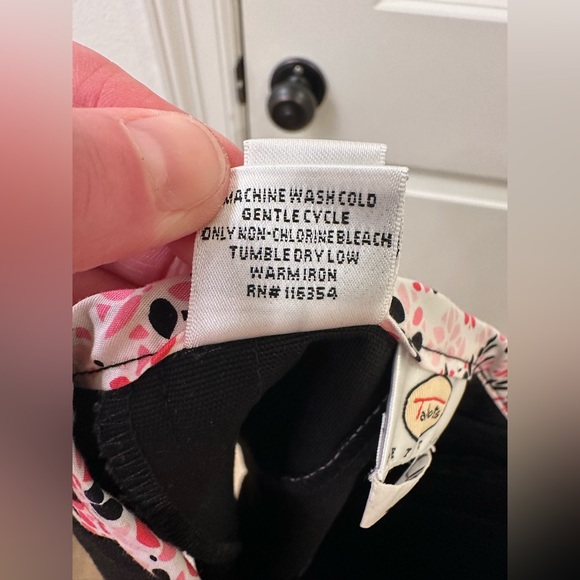 MACHINE WASH COLD
GENTLE CYCLE
ONLY NON-CHLORINE BLEACH
TUMBLE DRY LOW
WARM IRON
RN# 116354